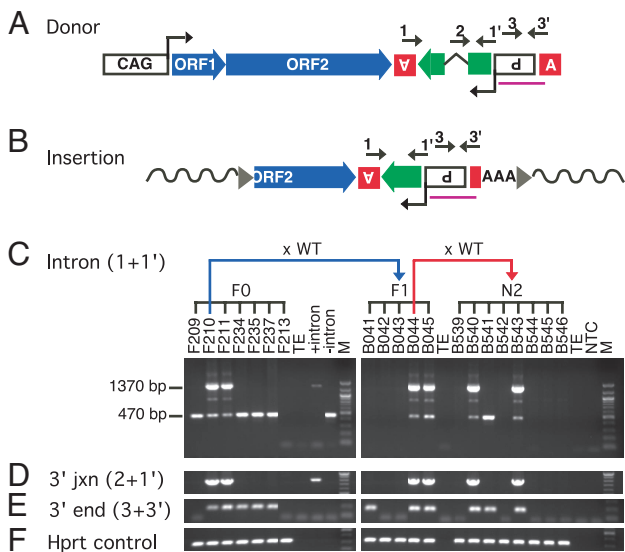 A Donor
1 2 1' 3 3'
CAG ORF1 ORF2 A P A
B Insertion
1 1' 3 3'
ORF2 A P AAA
C Intron (1+1')
x WT x WT
F0 F1 N2
F209 F210 F211 F234 F235 F237 F213 TE +intron -intron M B041 B042 B043 B044 B045 TE B539 B540 B541 B542 B543 B544 B545 B546 TE NTC M
1370 bp
470 bp
D 3' jxn (2+1')
E 3' end (3+3')
F Hprt control